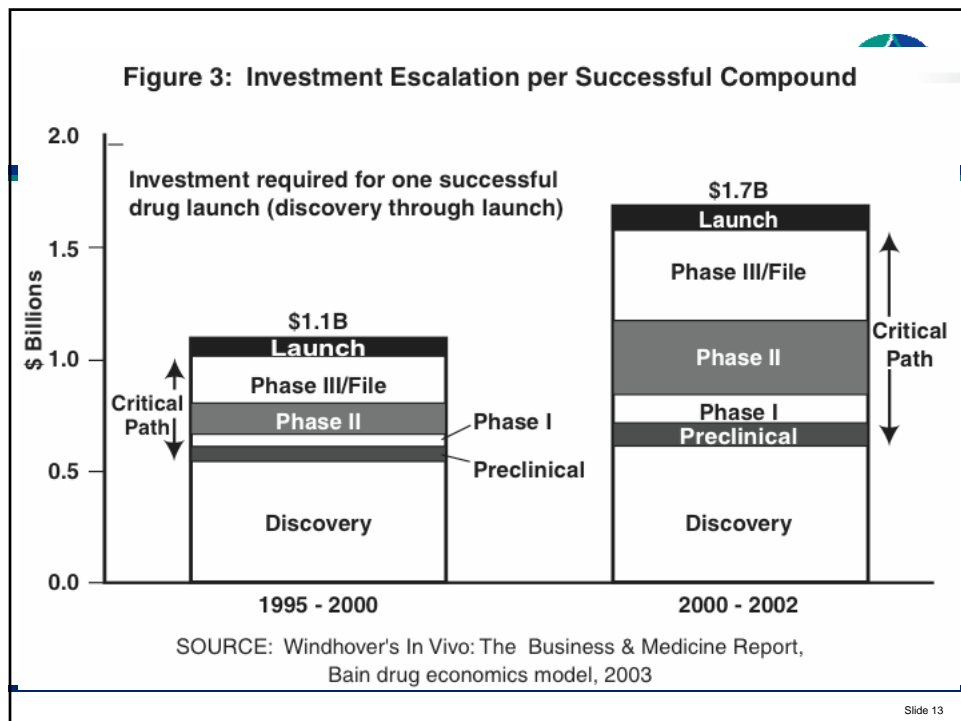 Figure 3: Investment Escalation per Successful Compound
2.0
Investment required for one successful
drug launch (discovery through launch)
$1.7B
Launch
1.5
Phase III/File
$ Billions
$1.1B
Launch
Critical
Path
1.0
Phase II
Phase III/File
Critical
Path
Phase II
Phase I
Phase I
Preclinical
0.5
Preclinical
Discovery
Discovery
0.0
1995 - 2000
2000 - 2002
SOURCE: Windhover's In Vivo: The Business & Medicine Report,
Bain drug economics model, 2003
Slide 13